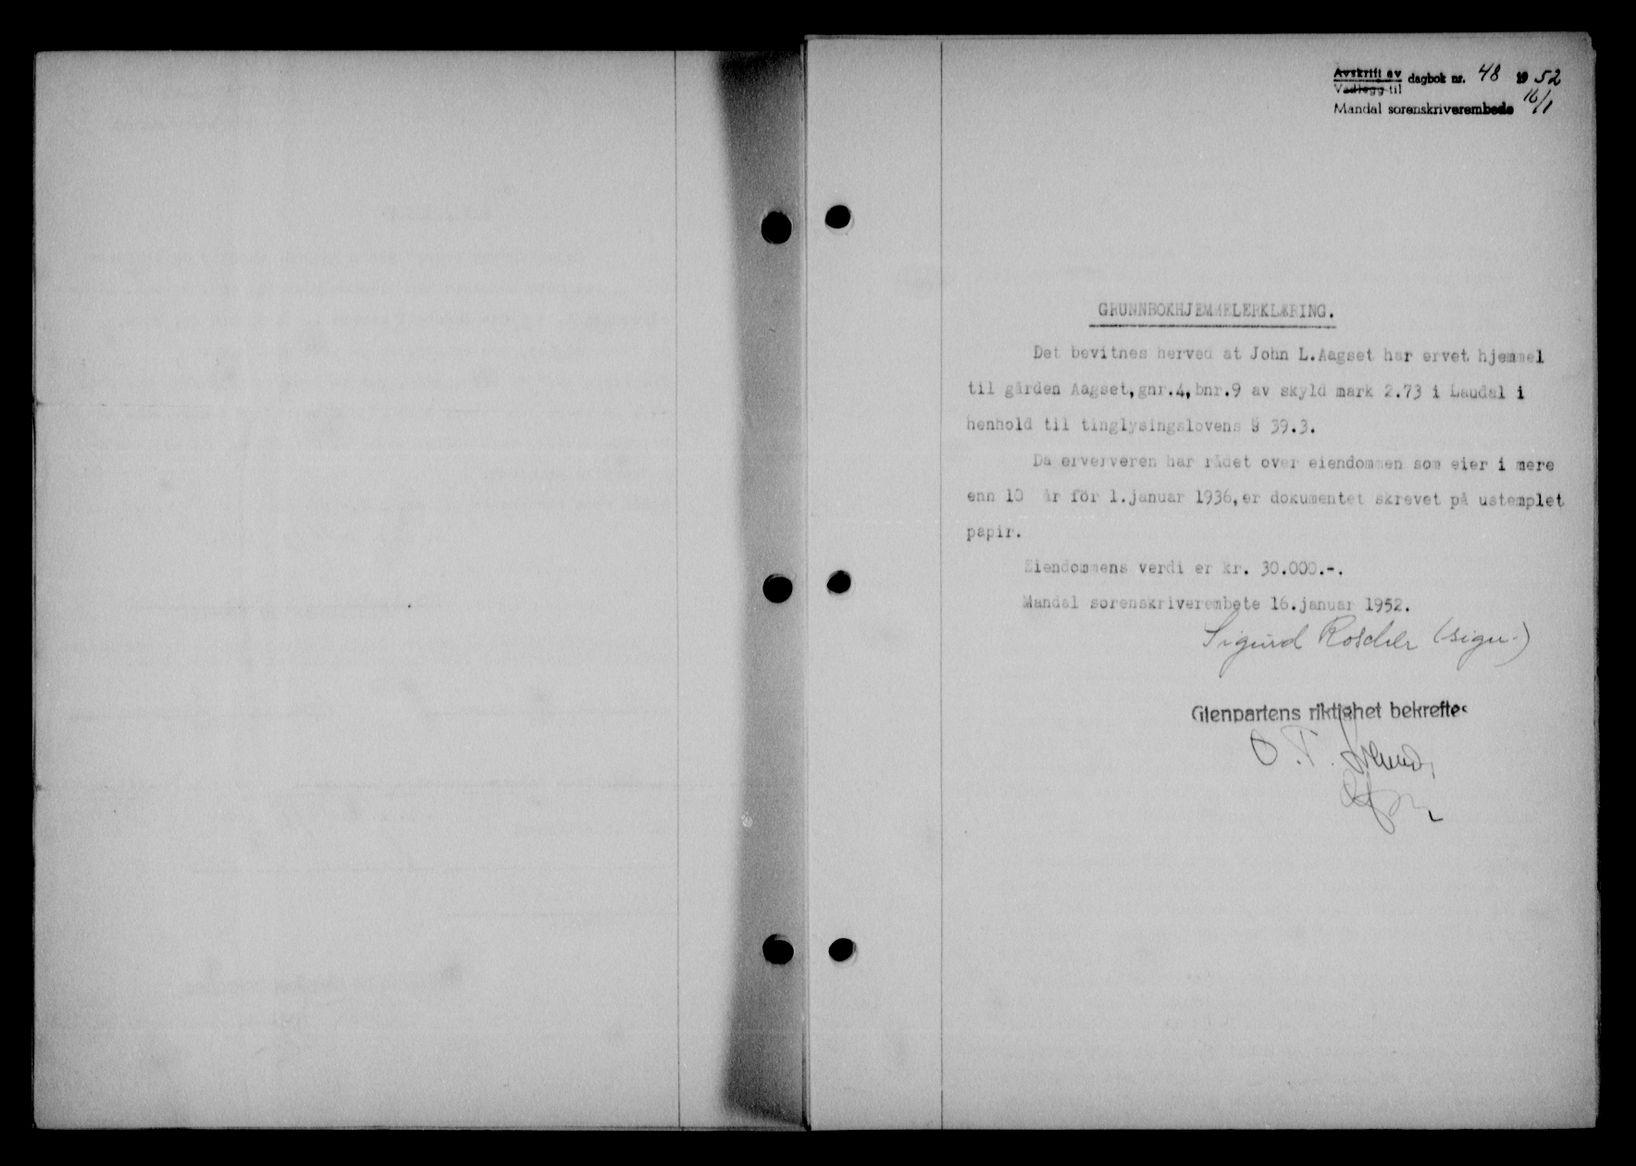 Avskrift av dagbok nr. 48 1952
Vedlegg til
Mandal sorenskriverembede 16/1
GRUNNBOKHJEMMELERKLÆRING.
Det bevitnes herved at John L.Aagset har ervet hjemmel
til gården Aagset,gnr.4,bnr.9 av skyld mark 2.73 i Laudal i
henhold til tinglysingslovens § 39.3.
Da erververen har rådet over eiendommen som eier i mere
enn 10 år för 1.januar 1936,er dokumentet skrevet på ustemplet
papir.
Eiendommens verdi er kr. 30.000.-.
Mandal sorenskriverembete 16.januar 1952.
Sigurd Roscher (sign.)
Gienpartens riktighet bekreftes
O. T.